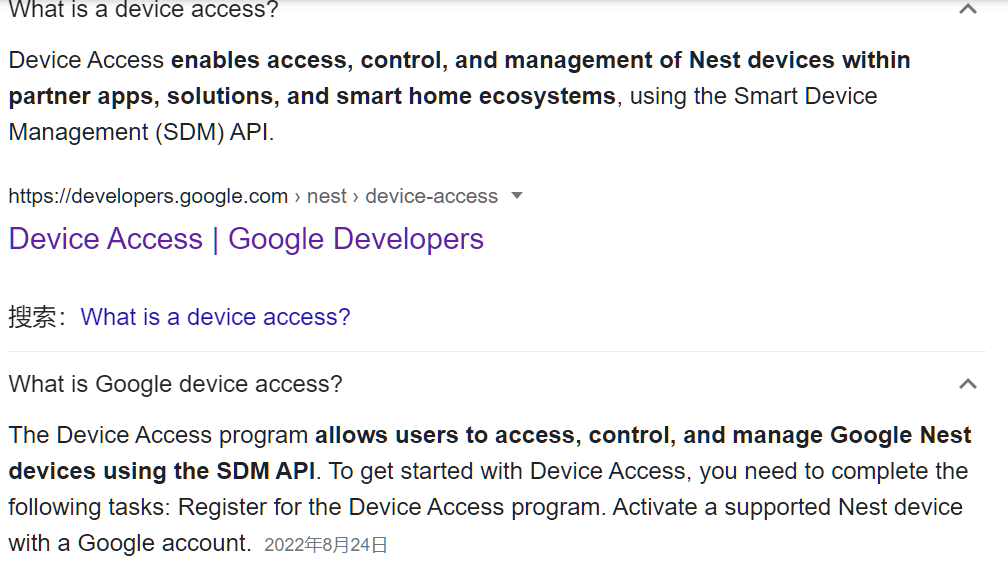 What is a device access?
Device Access enables access, control, and management of Nest devices within
partner apps, solutions, and smart home ecosystems, using the Smart Device
Management (SDM) API.
https://developers.google.com › nest › device-access
Device Access | Google Developers
搜索：What is a device access?
What is Google device access?
The Device Access program allows users to access, control, and manage Google Nest
devices using the SDM API. To get started with Device Access, you need to complete the
following tasks: Register for the Device Access program. Activate a supported Nest device
with a Google account. 2022年8月24日